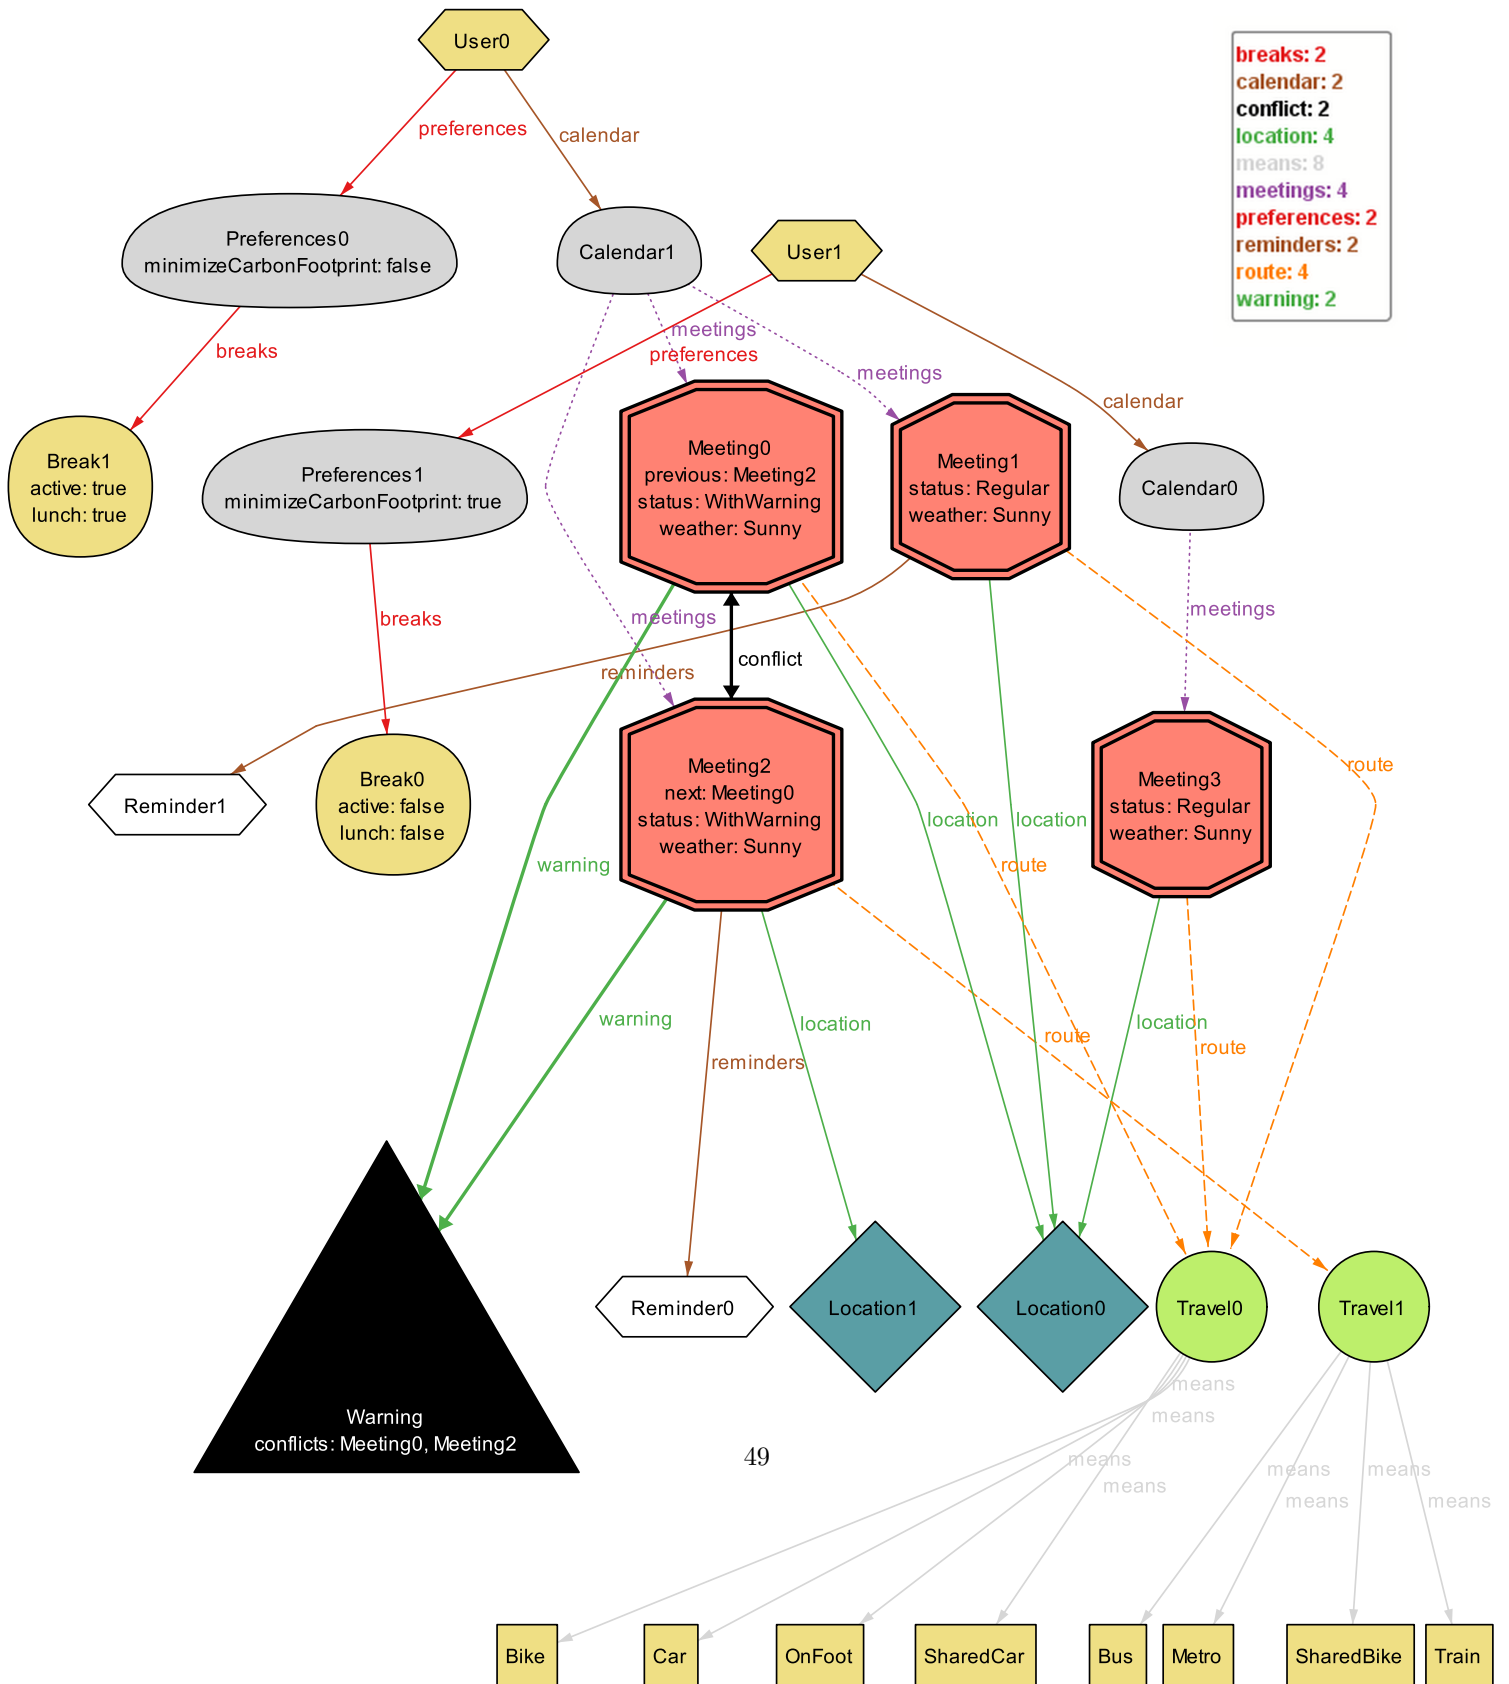 User0
breaks: 2
calendar: 2
conflict: 2
location: 4
means: 8
meetings: 4
preferences: 2
reminders: 2
route: 4
warning: 2
preferences
calendar
Preferences0
minimizeCarbonFootprint: false
Calendar1
User1
breaks
meetings
preferences
meetings
calendar
Break1
active: true
lunch: true
Preferences1
minimizeCarbonFootprint: true
Meeting0
previous: Meeting2
status: WithWarning
weather: Sunny
Meeting1
status: Regular
weather: Sunny
Calendar0
breaks
meetings
reminders
conflict
meetings
Reminder1
Break0
active: false
lunch: false
Meeting2
next: Meeting0
status: WithWarning
weather: Sunny
Meeting3
status: Regular
weather: Sunny
route
location
location
route
warning
warning
reminders
location
route
location
route
Warning
conflicts: Meeting0, Meeting2
Reminder0
Location1
Location0
Travel0
Travel1
means
means
means
means
means
means
means
means
49
Bike
Car
OnFoot
SharedCar
Bus
Metro
SharedBike
Train